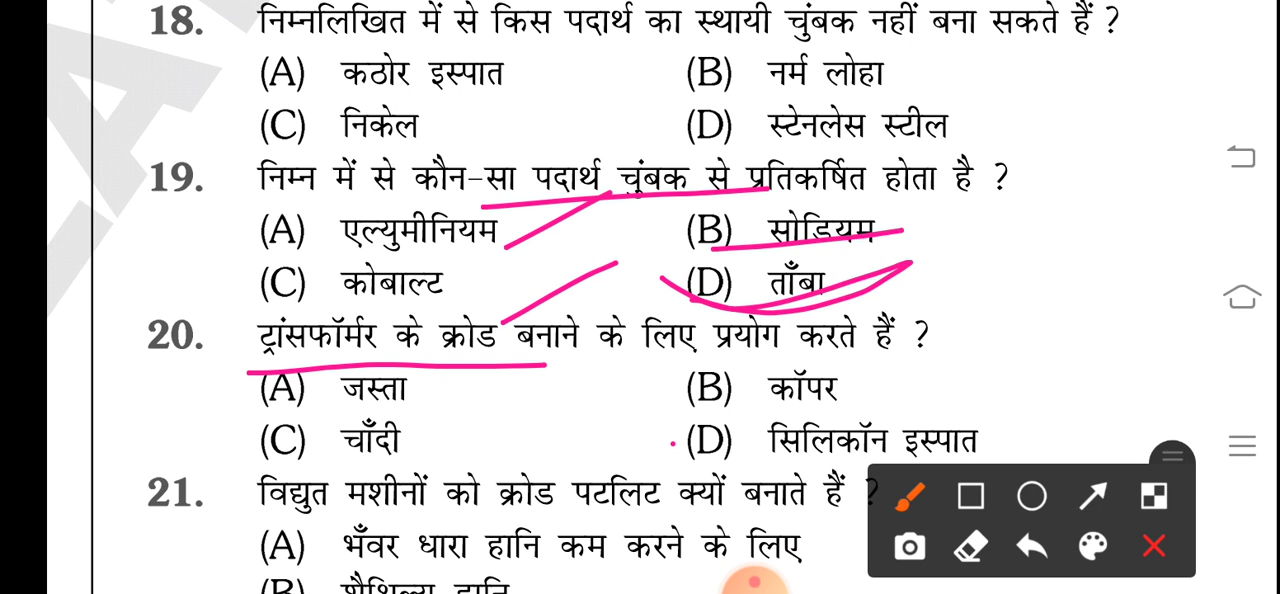 18. निम्नलिखित में से किस पदार्थ का स्थायी चुंबक नहीं बना सकते हैं ?
(A) कठोर इस्पात (B) नर्म लोहा
(C) निकेल (D) स्टेनलेस स्टील
19. निम्न में से कौन-सा पदार्थ चुंबक से प्रतिकर्षित होता है ?
(A) एल्युमीनियम (B) सोडियम
(C) कोबाल्ट (D) ताँबा
20. ट्रांसफॉर्मर के क्रोड बनाने के लिए प्रयोग करते हैं ?
(A) जस्ता (B) कॉपर
(C) चाँदी (D) सिलिकॉन इस्पात
21. विद्युत मशीनों को क्रोड पटलिट क्यों बनाते हैं ?
(A) भँवर धारा हानि कम करने के लिए
(B) शैथिल्य हानि